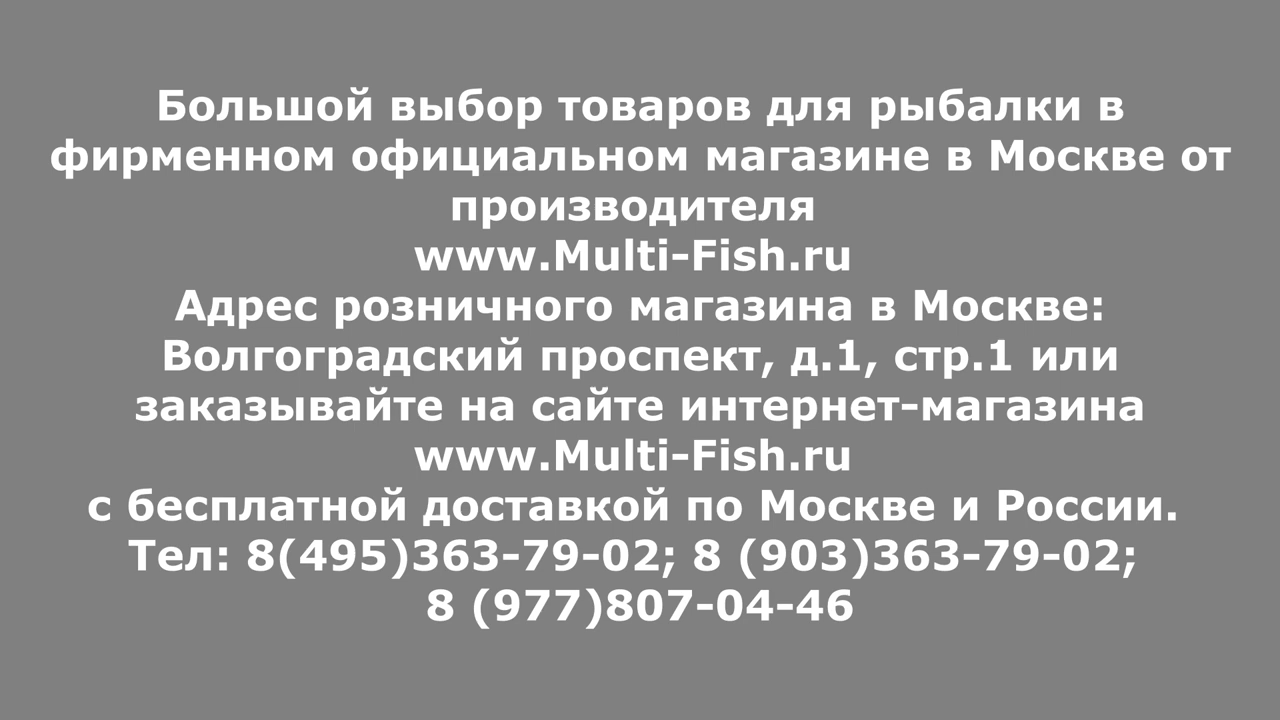 Большой выбор товаров для рыбалки в
фирменном официальном магазине в Москве от
производителя
www.Multi-Fish.ru
Адрес розничного магазина в Москве:
Волгоградский проспект, д.1, стр.1 или
заказывайте на сайте интернет-магазина
www.Multi-Fish.ru
с бесплатной доставкой по Москве и России.
Тел: 8(495)363-79-02; 8 (903)363-79-02;
8 (977)807-04-46